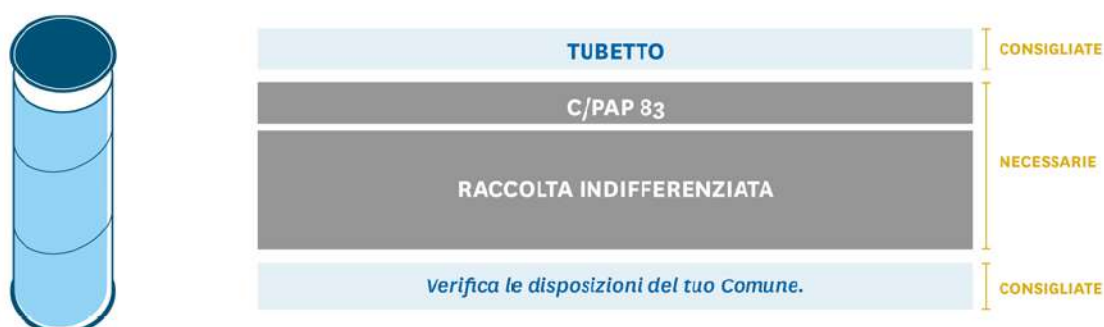 TUBETTO
CONSIGLIATE
C/PAP 83
NECESSARIE
RACCOLTA INDIFFERENZIATA
Verifica le disposizioni del tuo Comune.
CONSIGLIATE